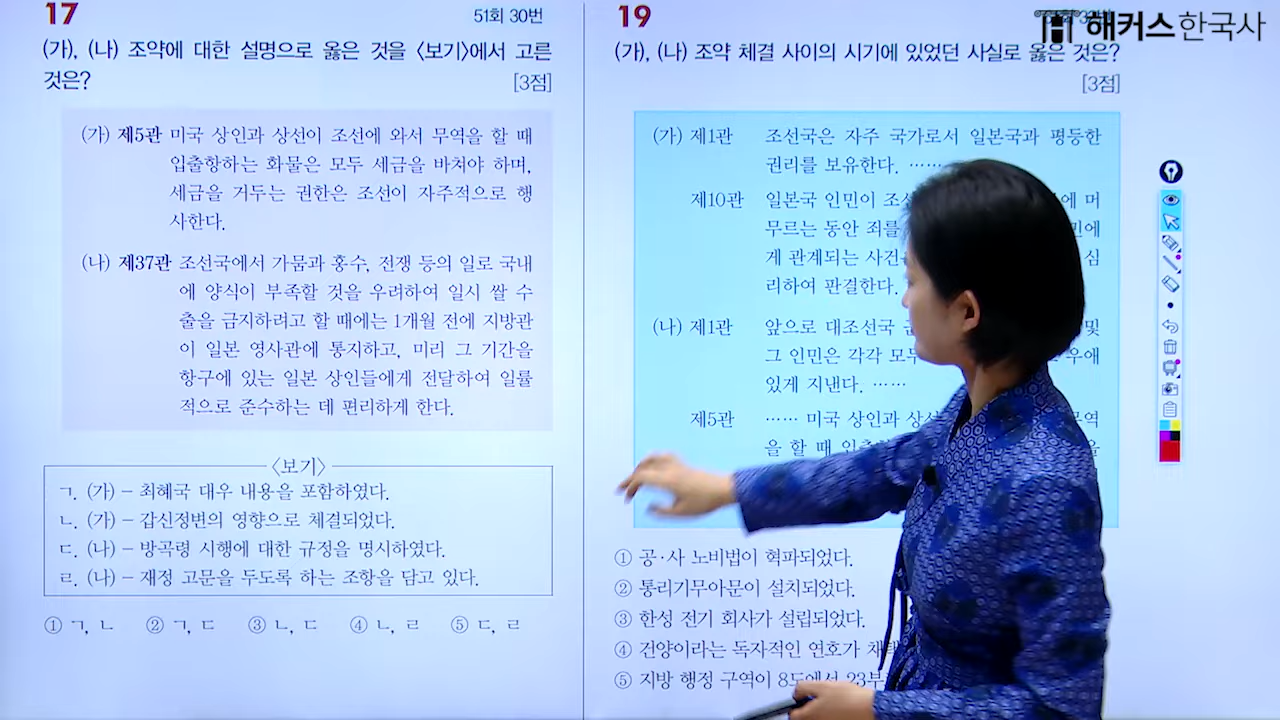 17
51회 30번
(가), (나) 조약에 대한 설명으로 옳은 것을 〈보기〉에서 고른
것은?
[3점]
(가) 제5관 미국 상인과 상선이 조선에 와서 무역을 할 때
입출항하는 화물은 모두 세금을 바쳐야 하며,
세금을 거두는 권한은 조선이 자주적으로 행
사한다.
(나) 제37관 조선국에서 가뭄과 홍수, 전쟁 등의 일로 국내
에 양식이 부족할 것을 우려하여 일시 쌀 수
출을 금지하려고 할 때에는 1개월 전에 지방관
이 일본 영사관에 통지하고, 미리 그 기간을
항구에 있는 일본 상인들에게 전달하여 일률
적으로 준수하는 데 편리하게 한다.
〈보기〉
ㄱ. (가) - 최혜국 대우 내용을 포함하였다.
ㄴ. (가) - 갑신정변의 영향으로 체결되었다.
ㄷ. (나) - 방곡령 시행에 대한 규정을 명시하였다.
ㄹ. (나) - 재정 고문을 두도록 하는 조항을 담고 있다.
① ㄱ, ㄴ ② ㄱ, ㄷ ③ ㄴ, ㄷ ④ ㄴ, ㄹ ⑤ ㄷ, ㄹ
19
해커스한국사
(가), (나) 조약 체결 사이의 시기에 있었던 사실로 옳은 것은?
[3점]
(가) 제1관 조선국은 자주 국가로서 일본국과 평등한
권리를 보유한다. ……
제10관 일본국 인민이 에 머
무르는 동안 죄를
게 관계되는 심
리하여 판결한다.
(나) 제1관 앞으로 대조선국 및
그 인민은 각각 우애
있게 지낸다. ……
제5관 …… 미국 상인과
을 할 때
① 공·사 노비법이 혁파되었다.
② 통리기무아문이 설치되었다.
③ 한성 전기 회사가 설립되었다.
④ 건양이라는 독자적인 연호가
⑤ 지방 행정 구역이 8도에서 23부